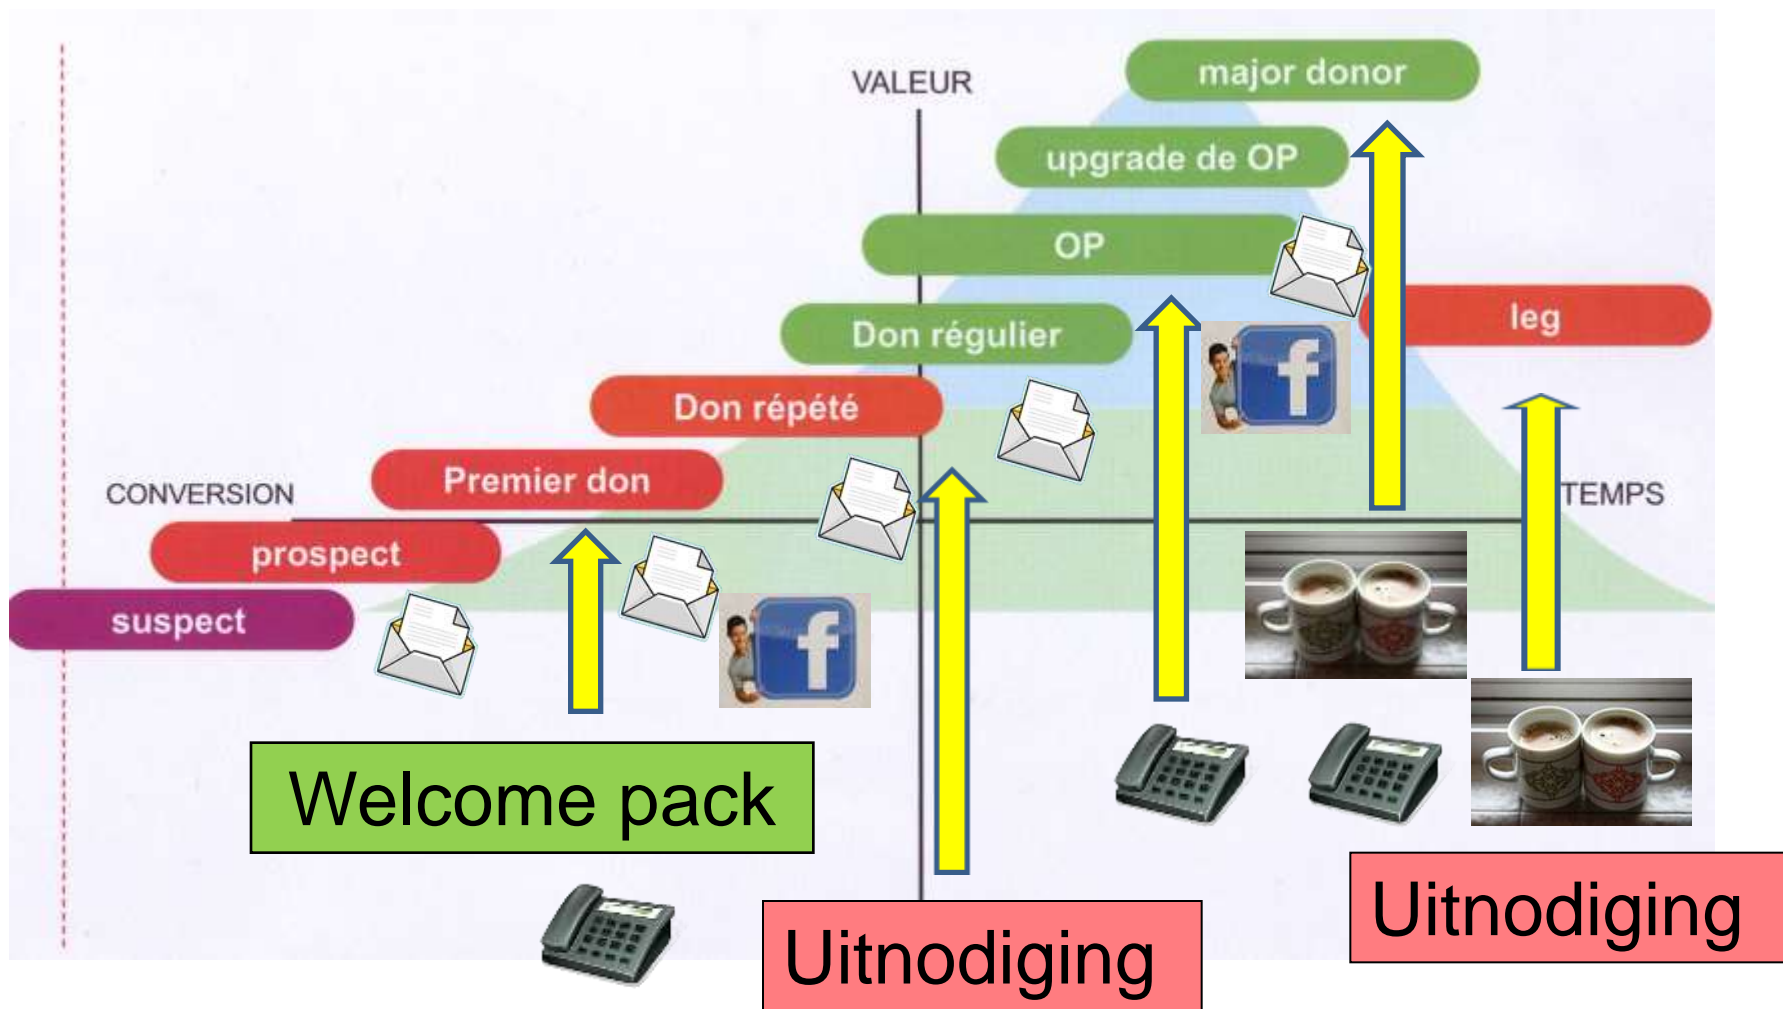 VALEUR
major donor
upgrade de OP
OP
leg
Don régulier
Don répété
Premier don
CONVERSION
TEMPS
prospect
suspect
Welcome pack
Uitnodiging
Uitnodiging